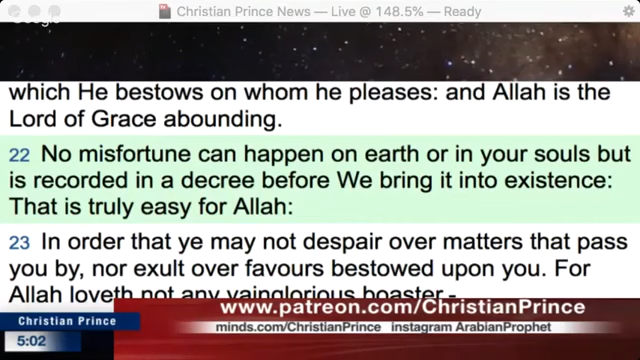 Christian Prince News — Live @ 148.5% — Ready
Google
which He bestows on whom he pleases: and Allah is the
Lord of Grace abounding.
22 No misfortune can happen on earth or in your souls but
is recorded in a decree before We bring it into existence:
That is truly easy for Allah:
23 In order that ye may not despair over matters that pass
you by, nor exult over favours bestowed upon you. For
Allah loveth not any vainglorious boaster,-
www.patreon.com/ChristianPrince
Christian Prince
minds.com/ChristianPrince instagram ArabianProphet
5:02